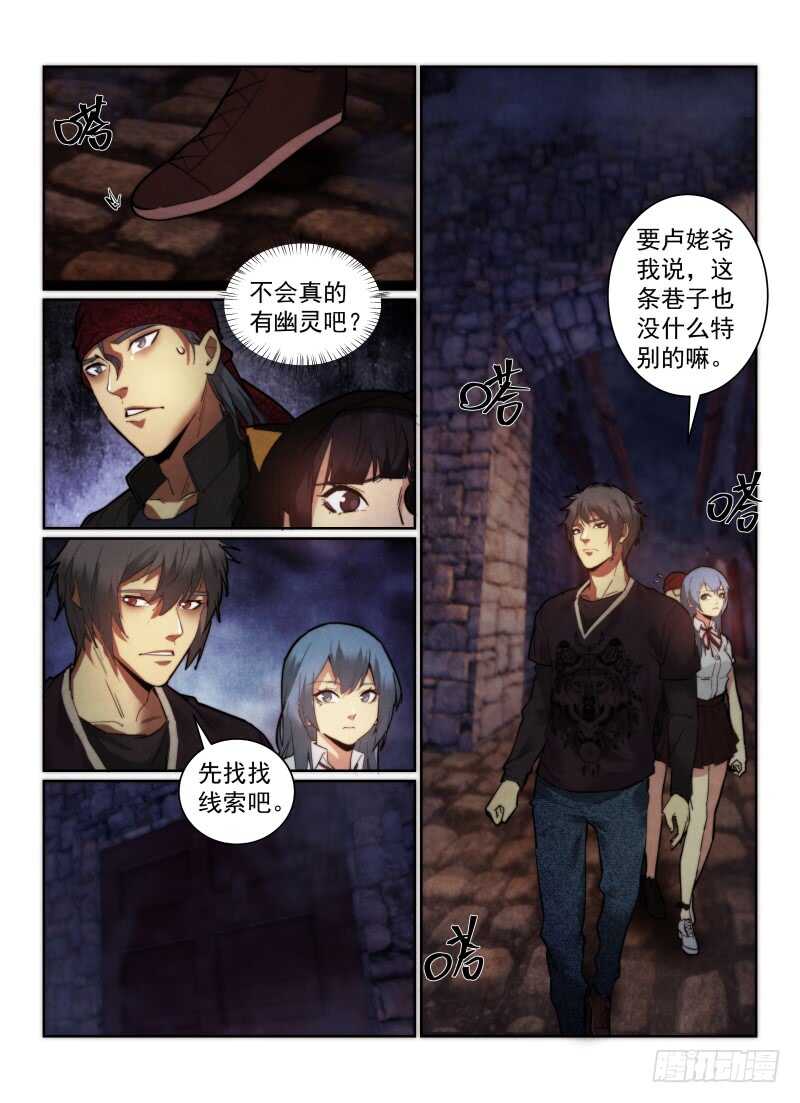 嗒
不会真的
有幽灵吧？
先找找
线索吧。
要卢姥爷
我说，这
条巷子也
没什么特
别的嘛。
嗒
嗒
嗒
腾讯动漫